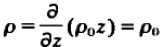 ρ = ∂/∂z (ρ₀z) = ρ₀